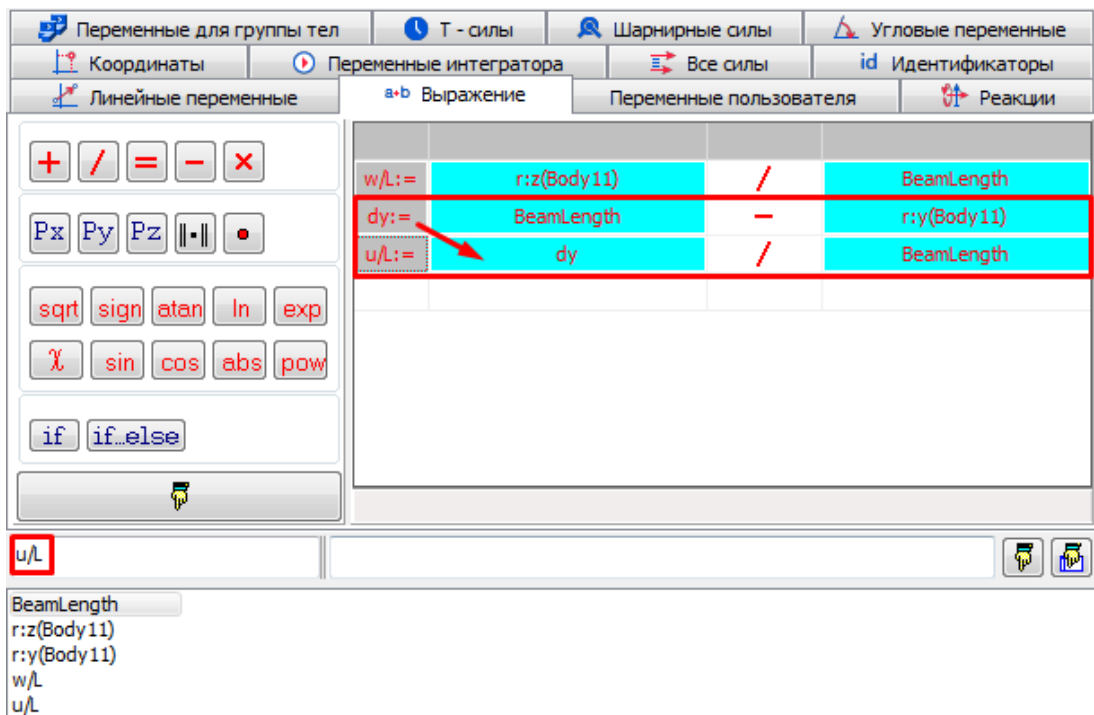 Переменные для группы тел T - силы Шарнирные силы Угловые переменные
Координаты Переменные интегратора Все силы id Идентификаторы
Линейные переменные a+b Выражение Переменные пользователя Реакции
+ / = − ×
Px Py Pz ‖▪‖ •
sqrt sign atan ln exp
χ sin cos abs pow
if if…else
w/L:= r:z(Body11) / BeamLength
dy:= BeamLength − r:y(Body11)
u/L:= dy / BeamLength
u/L
BeamLength
r:z(Body11)
r:y(Body11)
w/L
u/L